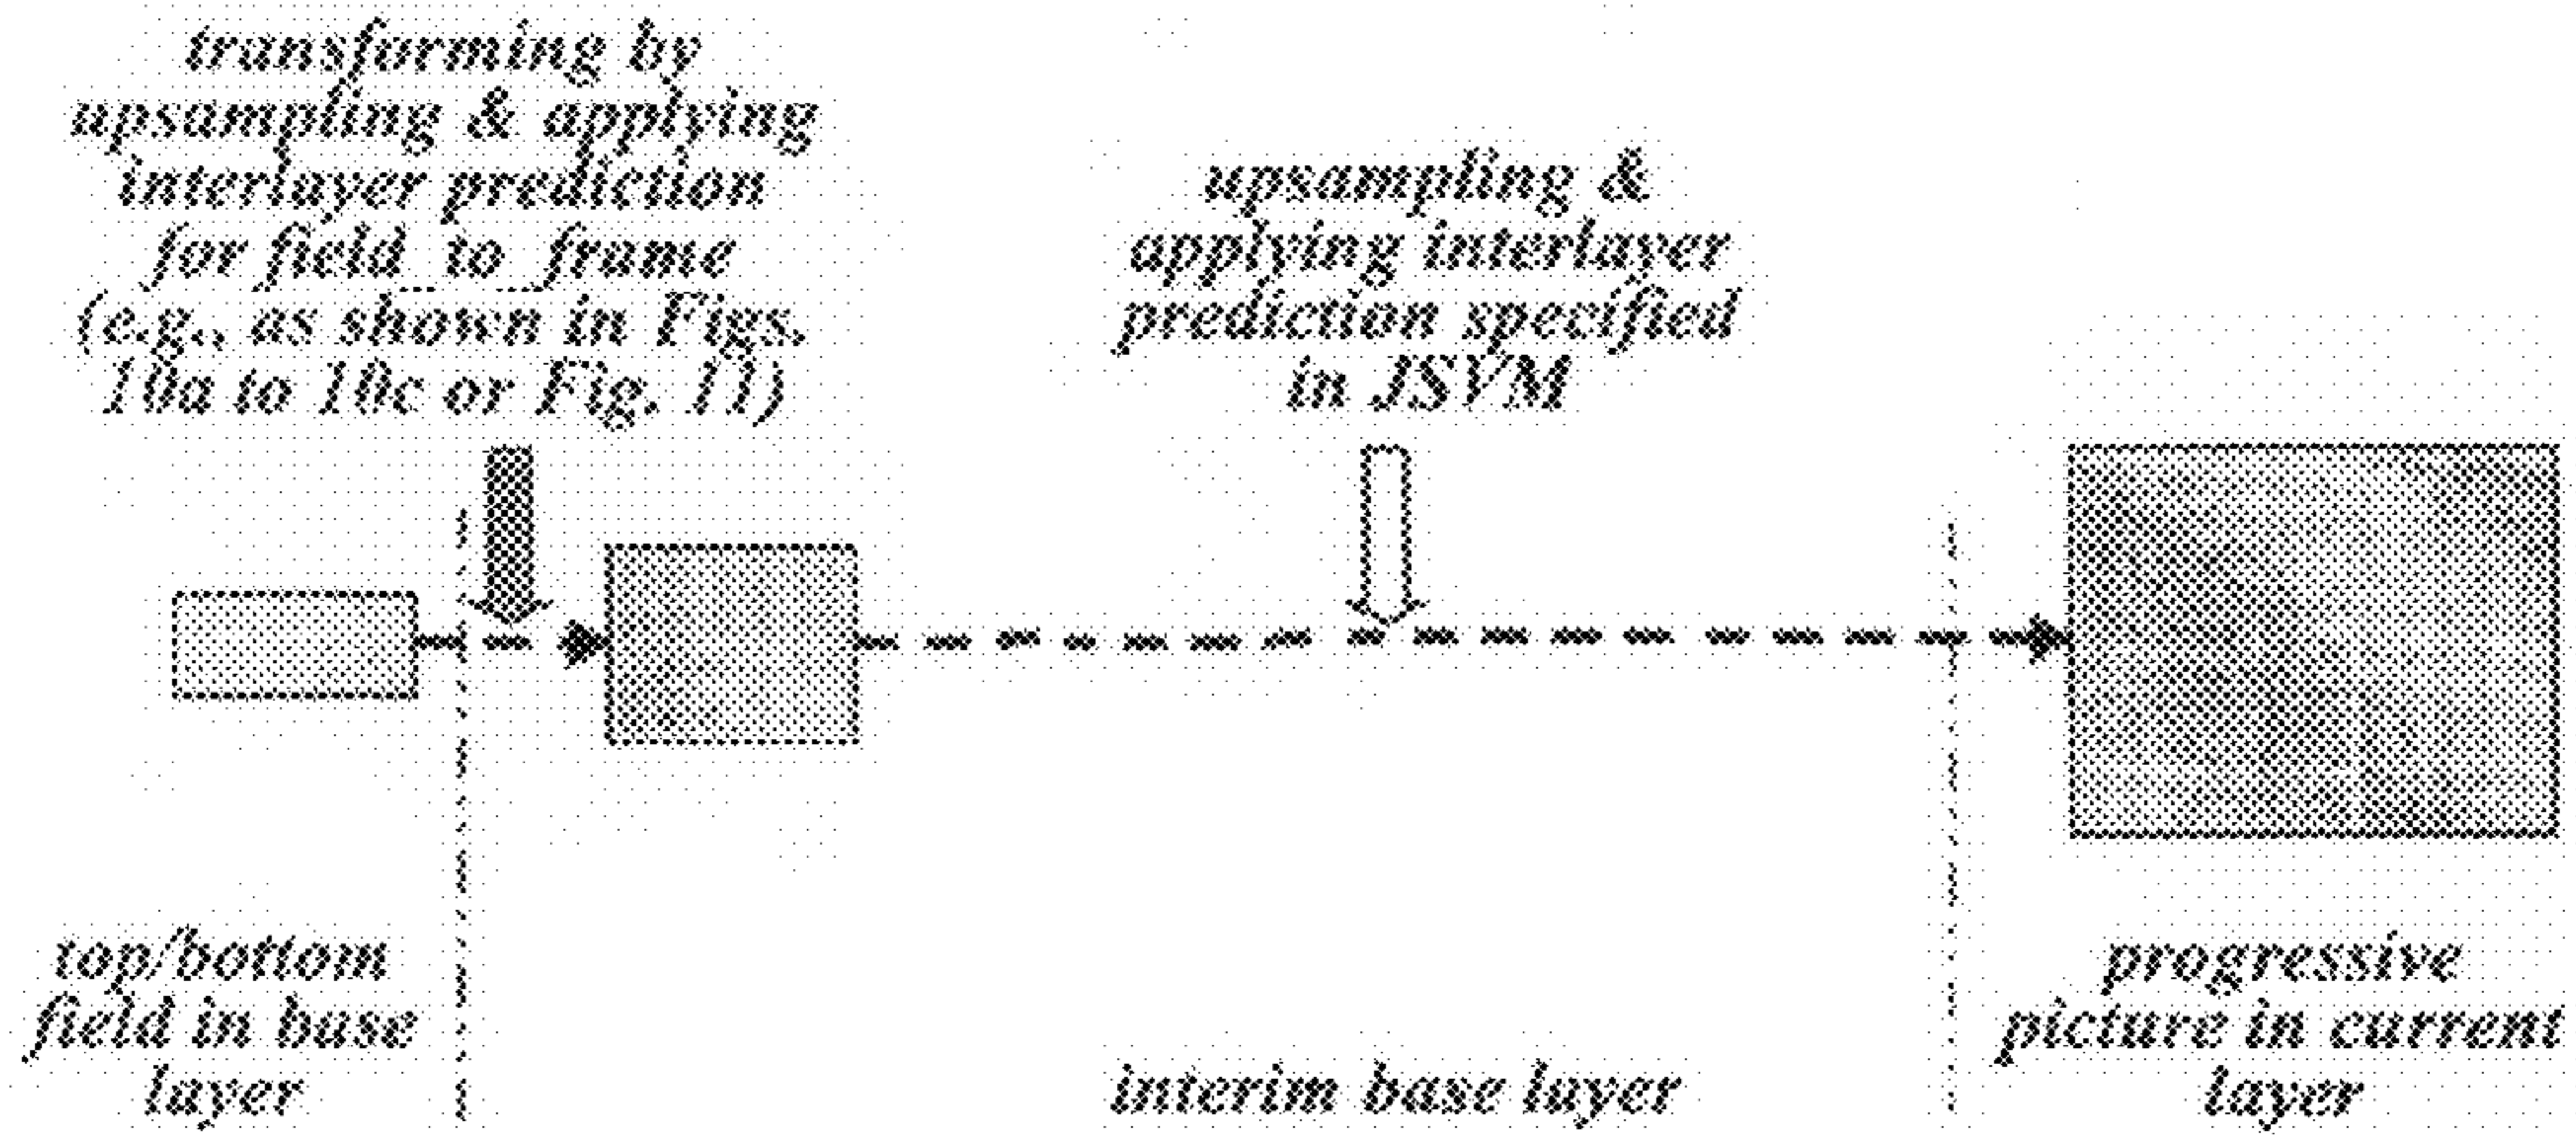 transforming by
upsampling & applying
interlayer prediction
for field_to_frame
(e.g., as shown in Figs.
10a to 10c or Fig. 11)
upsampling &
applying interlayer
prediction specified
in JSVM
top/bottom
field in base
layer
interim base layer
progressive
picture in current
layer